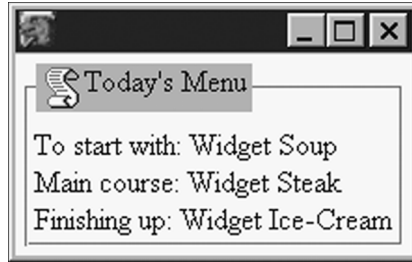 Today's Menu
To start with: Widget Soup
Main course: Widget Steak
Finishing up: Widget Ice-Cream